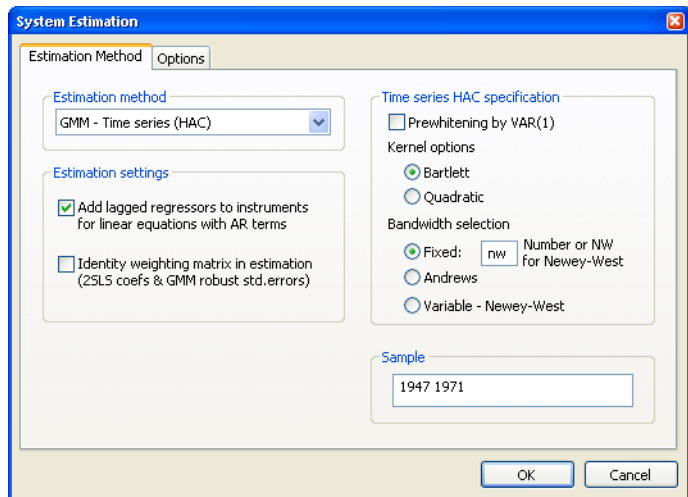 System Estimation
Estimation Method
Options
Estimation method
GMM - Time series (HAC)
Estimation settings
Add lagged regressors to instruments
for linear equations with AR terms
Identity weighting matrix in estimation
(2SLS coefs & GMM robust std.errors)
Time series HAC specification
Prewhitening by VAR(1)
Kernel options
Bartlett
Quadratic
Bandwidth selection
Fixed: nw Number or NW
for Newey-West
Andrews
Variable - Newey-West
Sample
1947 1971
OK
Cancel